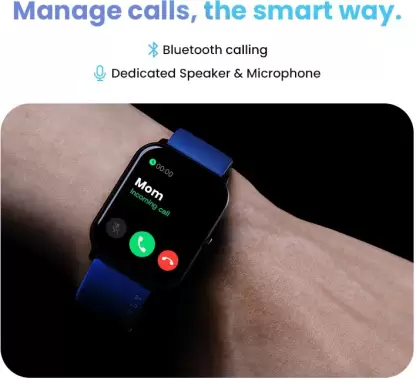 Manage calls, the smart way.
Bluetooth calling
Dedicated Speaker & Microphone
00:00
Mom
Incoming call